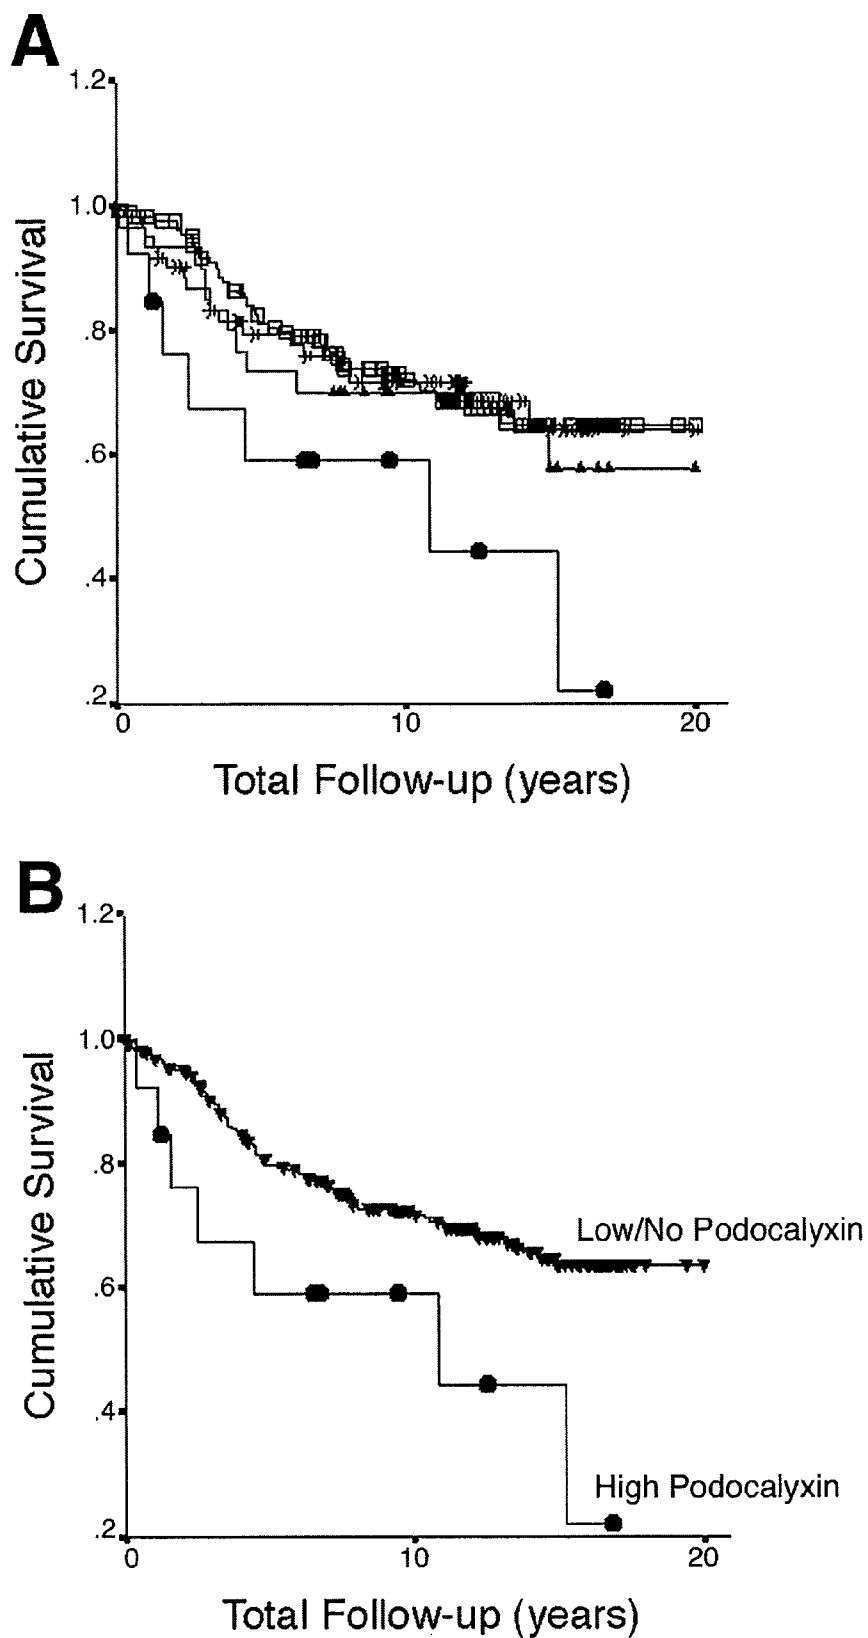 A
1.2
1.0
Cumulative Survival
.8
.6
.4
.2
0 10 20
Total Follow-up (years)
B
1.2
1.0
Cumulative Survival
.8
Low/No Podocalyxin
.6
.4
High Podocalyxin
.2
0 10 20
Total Follow-up (years)